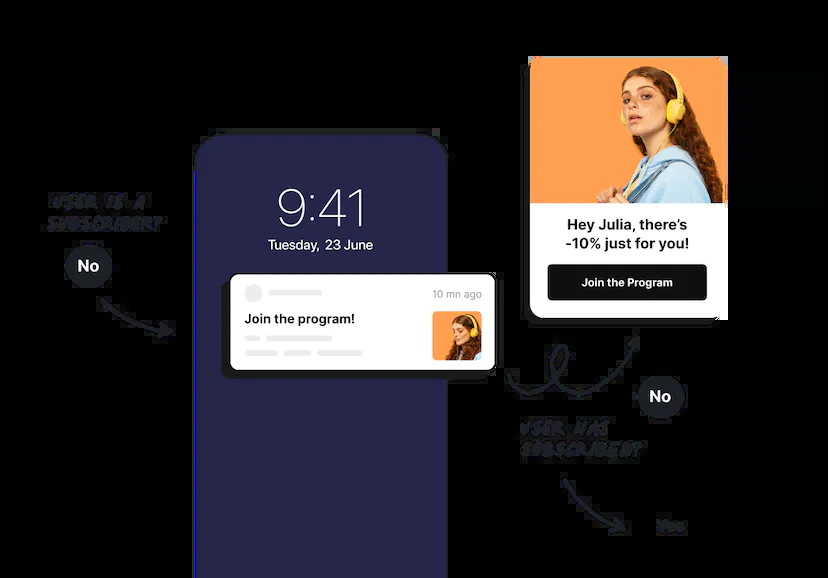 USER IS A
SUBSCRIBER?
No
9:41
Tuesday, 23 June
10 mn ago
Join the program!
Hey Julia, there's
-10% just for you!
Join the Program
No
USER HAS
SUBSCRIBED?
Yes